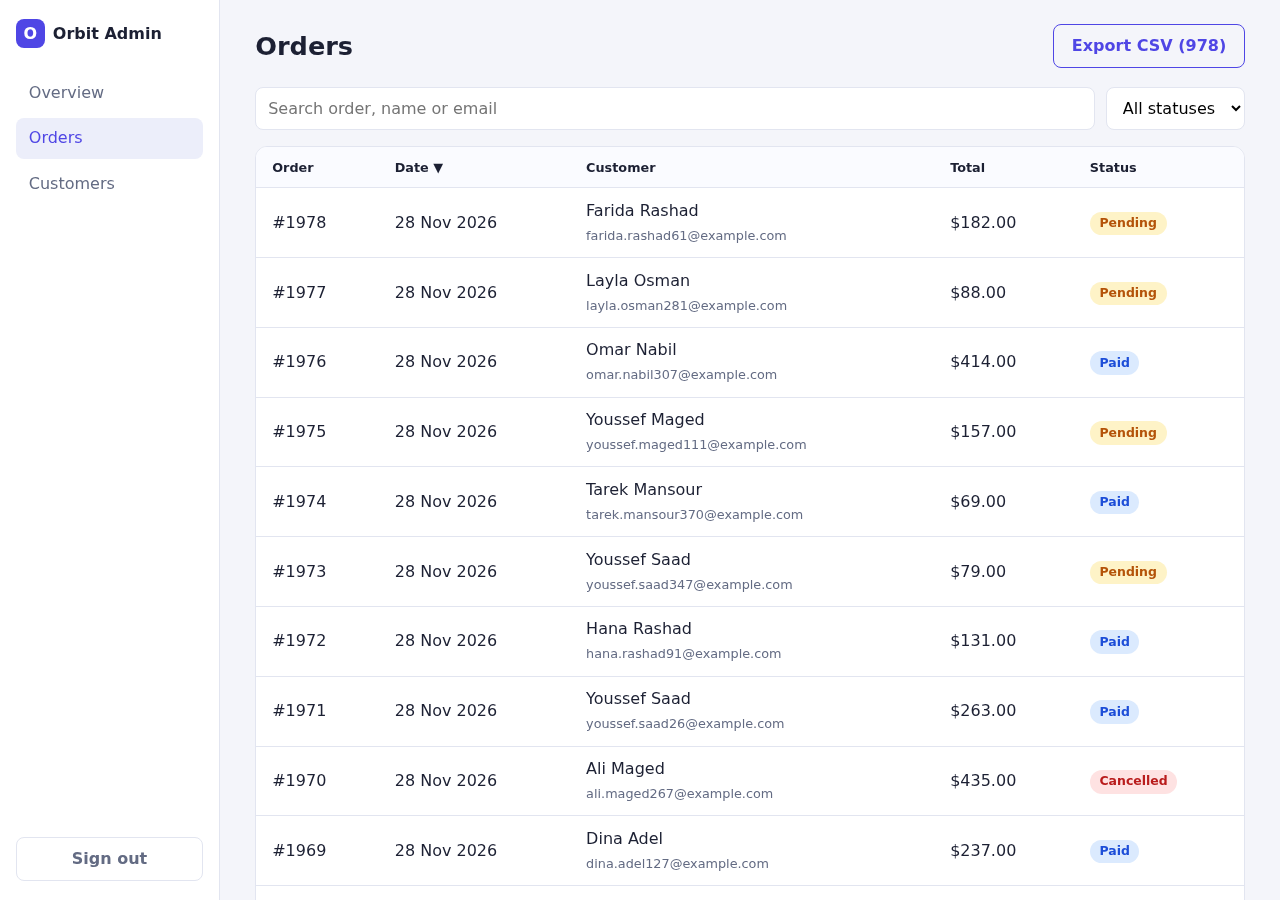 O Orbit Admin
Overview
Orders
Customers
Sign out
Orders
Export CSV (978)
Search order, name or email
All statuses
Order Date ▼ Customer Total Status
#1978 28 Nov 2026 Farida Rashad $182.00 Pending
farida.rashad61@example.com
#1977 28 Nov 2026 Layla Osman $88.00 Pending
layla.osman281@example.com
#1976 28 Nov 2026 Omar Nabil $414.00 Paid
omar.nabil307@example.com
#1975 28 Nov 2026 Youssef Maged $157.00 Pending
youssef.maged111@example.com
#1974 28 Nov 2026 Tarek Mansour $69.00 Paid
tarek.mansour370@example.com
#1973 28 Nov 2026 Youssef Saad $79.00 Pending
youssef.saad347@example.com
#1972 28 Nov 2026 Hana Rashad $131.00 Paid
hana.rashad91@example.com
#1971 28 Nov 2026 Youssef Saad $263.00 Paid
youssef.saad26@example.com
#1970 28 Nov 2026 Ali Maged $435.00 Cancelled
ali.maged267@example.com
#1969 28 Nov 2026 Dina Adel $237.00 Paid
dina.adel127@example.com